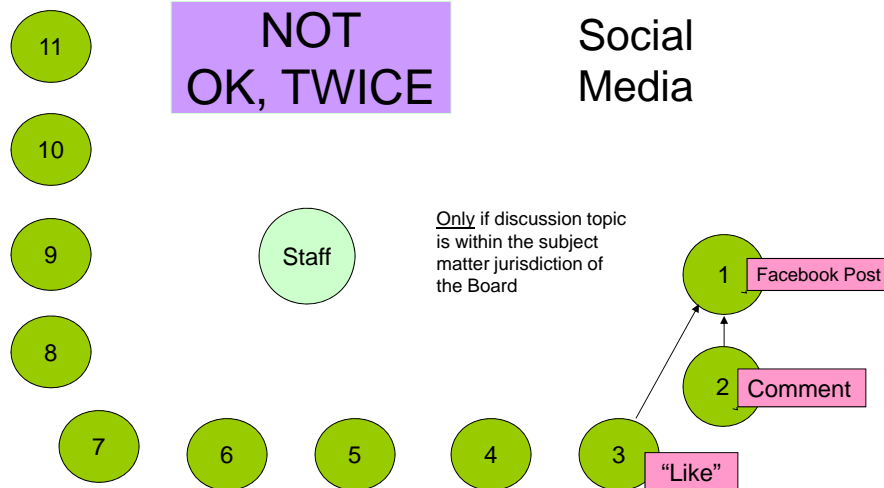 NOT
OK, TWICE
Social
Media
11
10
9
8
7
6
5
4
3
“Like”
2
Comment
1
Facebook Post
Staff
Only if discussion topic
is within the subject
matter jurisdiction of
the Board